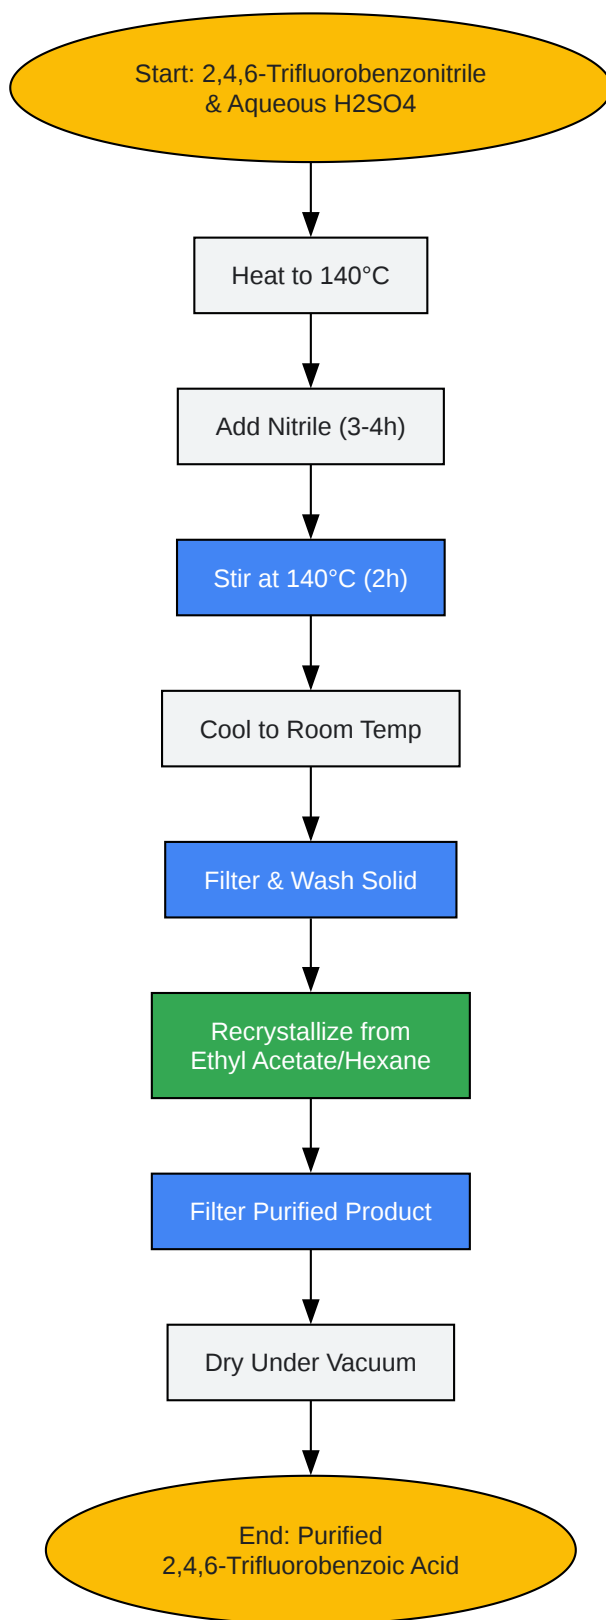 Start: 2,4,6-Trifluorobenzonitrile
& Aqueous H2SO4
Heat to 140°C
Add Nitrile (3-4h)
Stir at 140°C (2h)
Cool to Room Temp
Filter & Wash Solid
Recrystallize from
Ethyl Acetate/Hexane
Filter Purified Product
Dry Under Vacuum
End: Purified
2,4,6-Trifluorobenzoic Acid